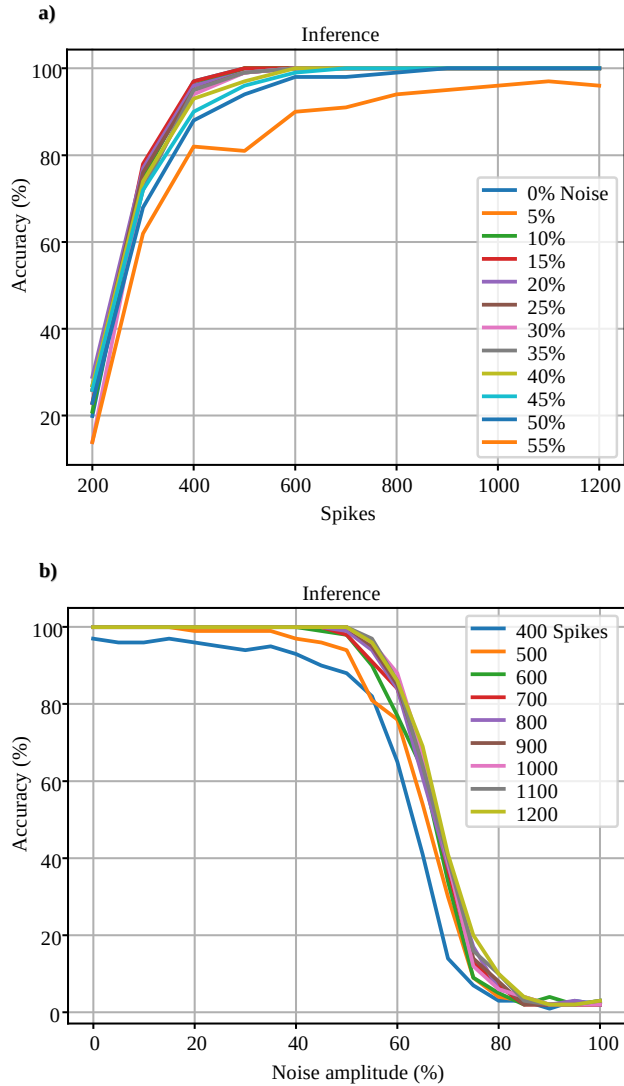 a)
Inference
100
80
60
40
20
Accuracy (%)
0% Noise
5%
10%
15%
20%
25%
30%
35%
40%
45%
50%
55%
200 400 600 800 1000 1200
Spikes
b)
Inference
100
80
60
40
20
0
Accuracy (%)
400 Spikes
500
600
700
800
900
1000
1100
1200
0 20 40 60 80 100
Noise amplitude (%)